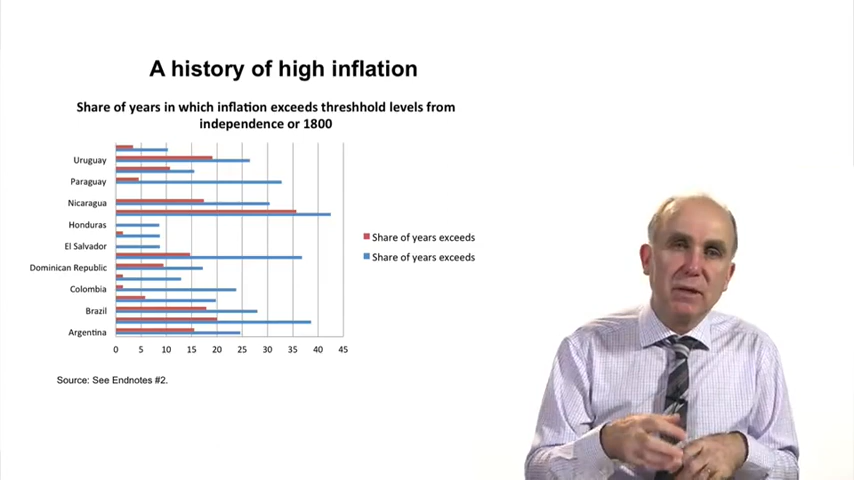 A history of high inflation
Share of years in which inflation exceeds threshhold levels from
independence or 1800
Uruguay
Paraguay
Nicaragua
Honduras
El Salvador
Dominican Republic
Colombia
Brazil
Argentina
0 5 10 15 20 25 30 35 40 45
Share of years exceeds
Share of years exceeds
Source: See Endnotes #2.